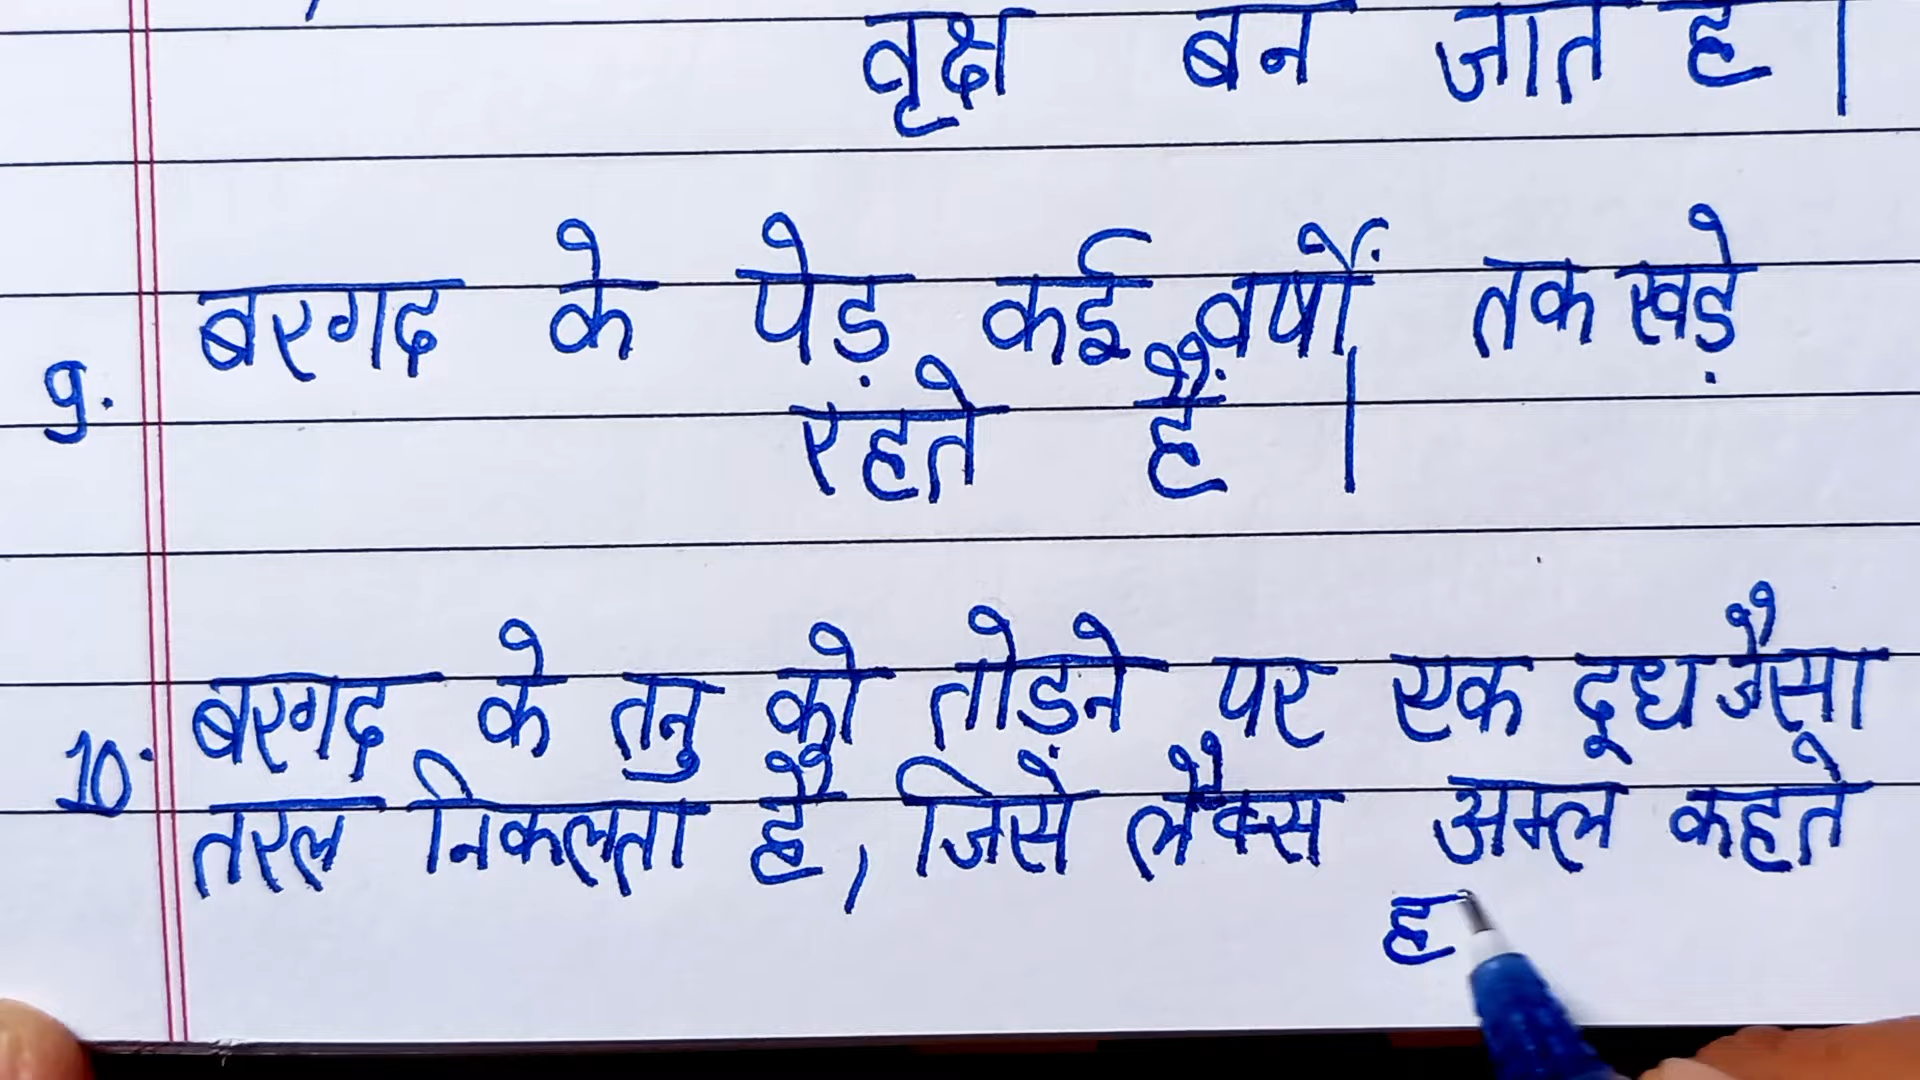 वृक्ष बन जाते हैं।
9. बरगद के पेड़ कई वर्षों तक खड़े
रहते हैं।
10. बरगद के तनु को तोड़ने पर एक दूध जैसा
तरल निकलता है, जिसे लैक्स अम्ल कहते
ह